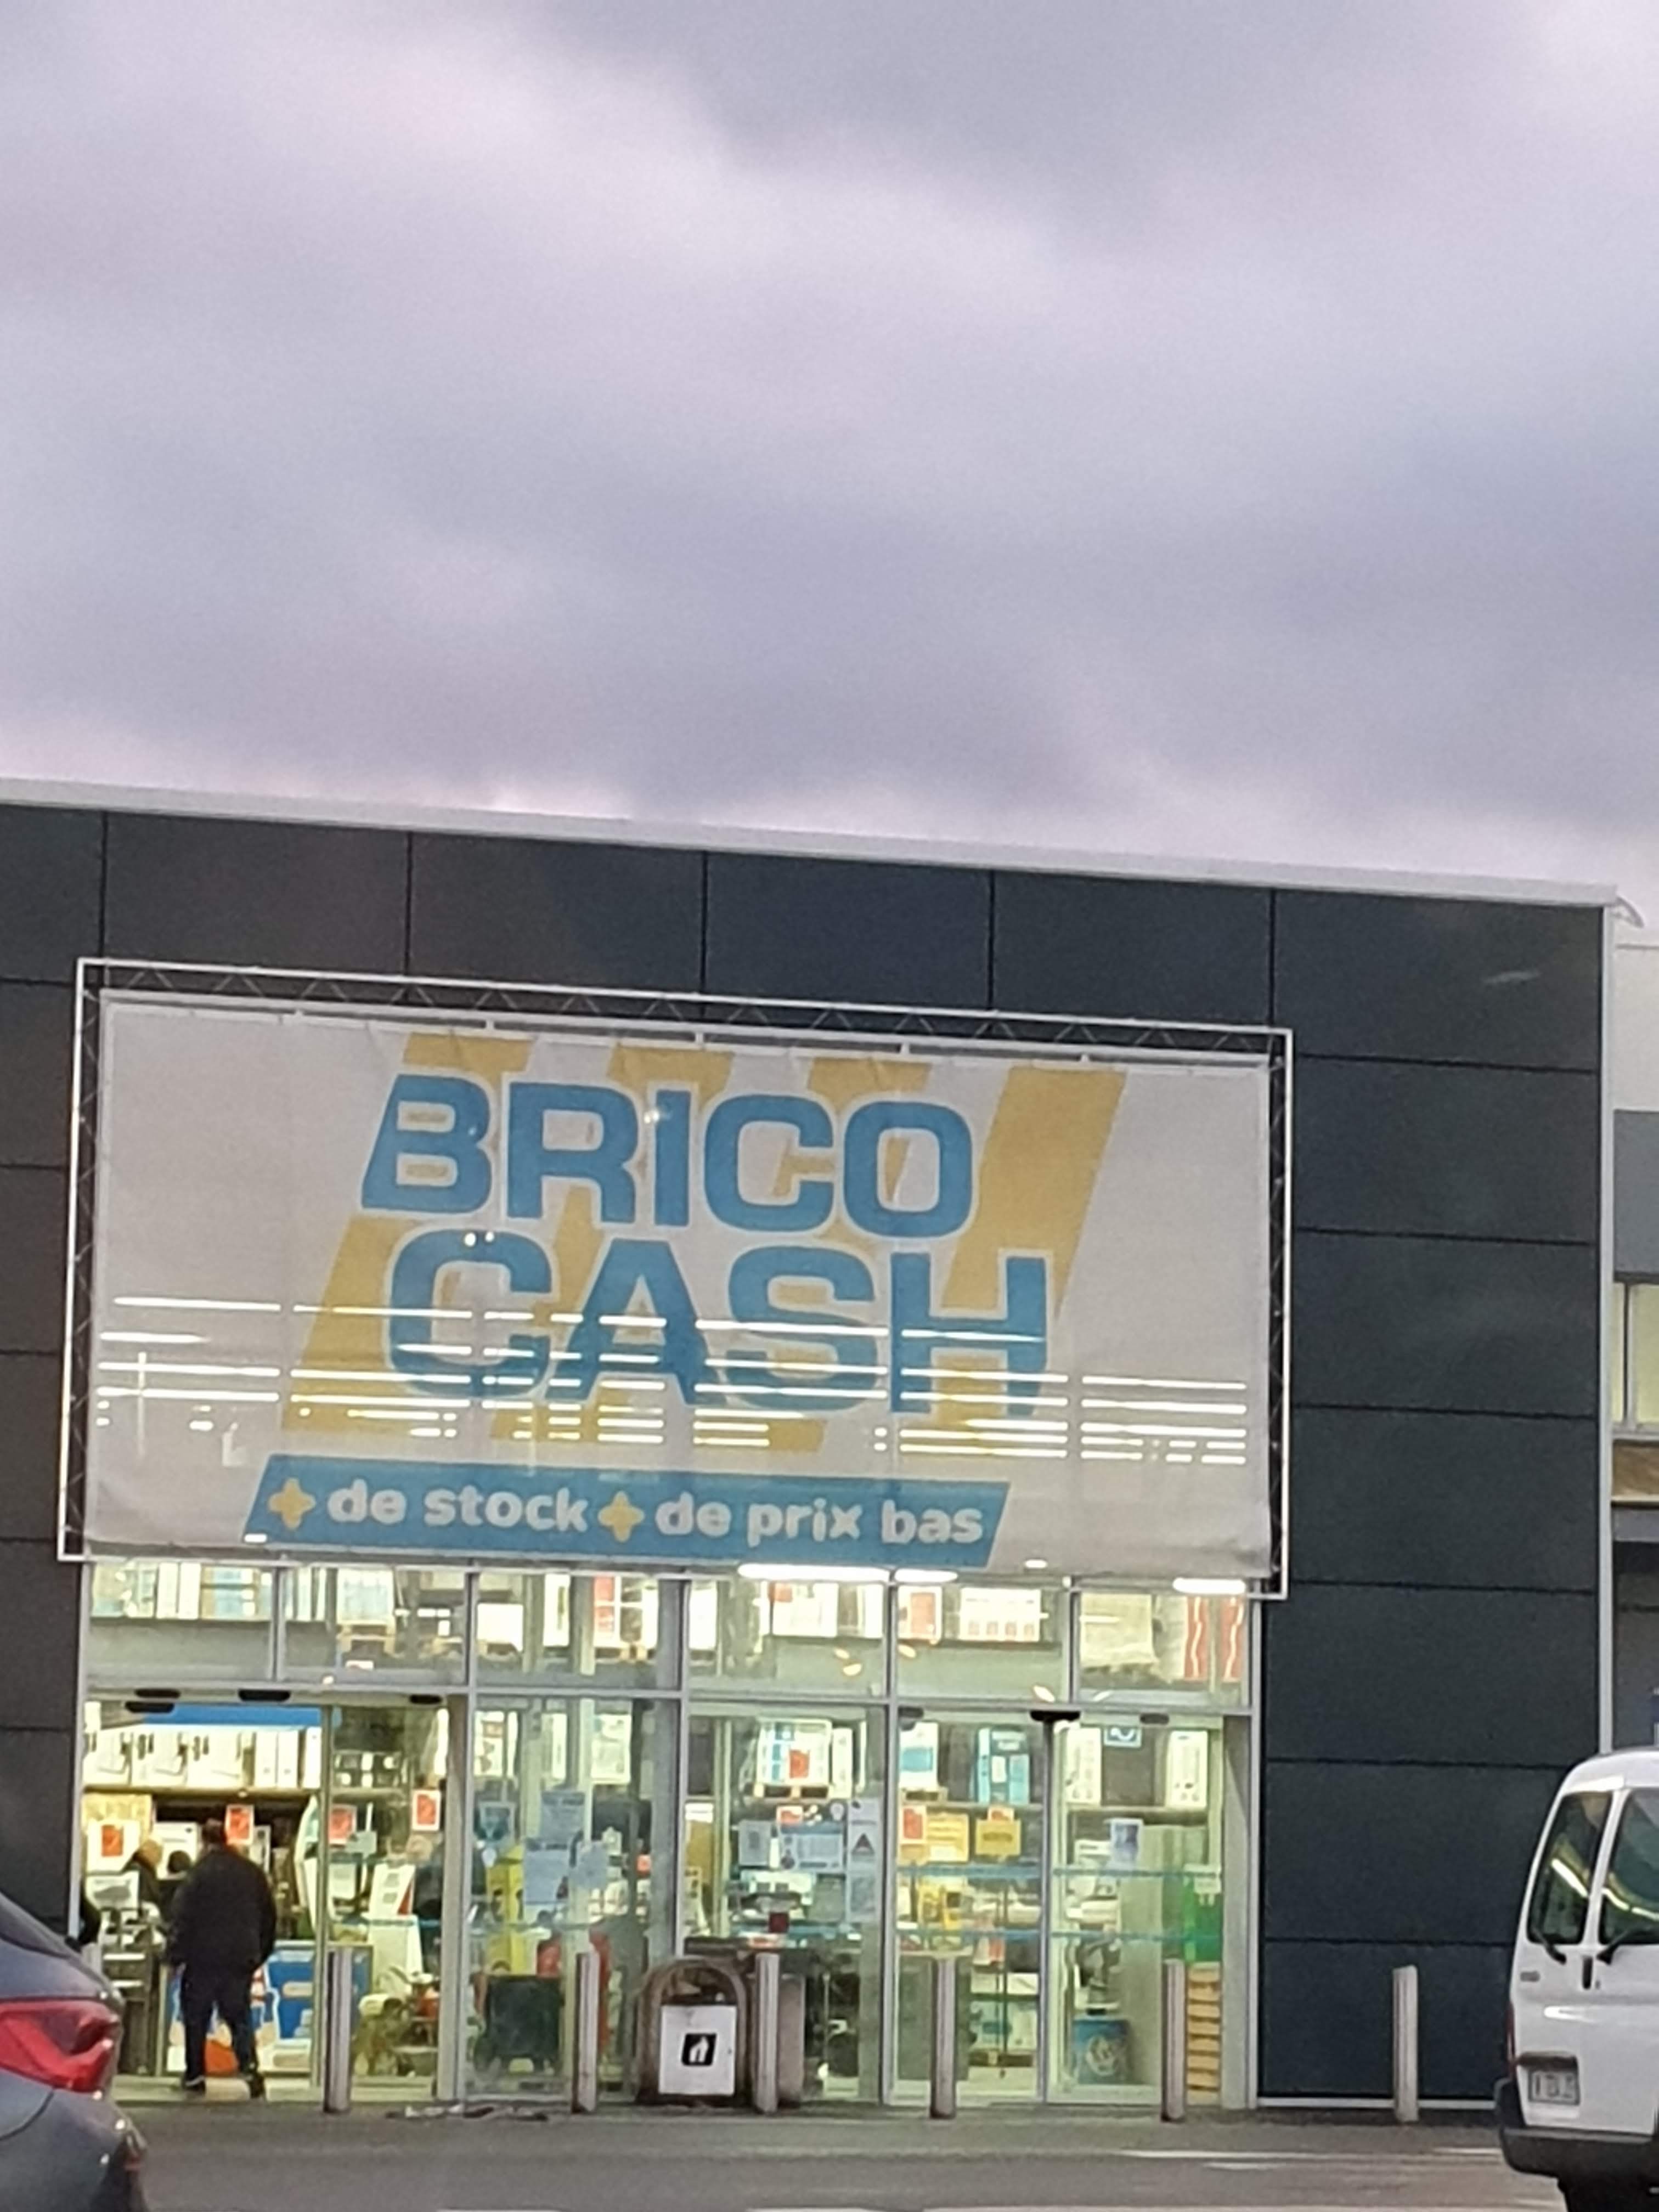 BRICO
CASH
+ de stock + de prix bas